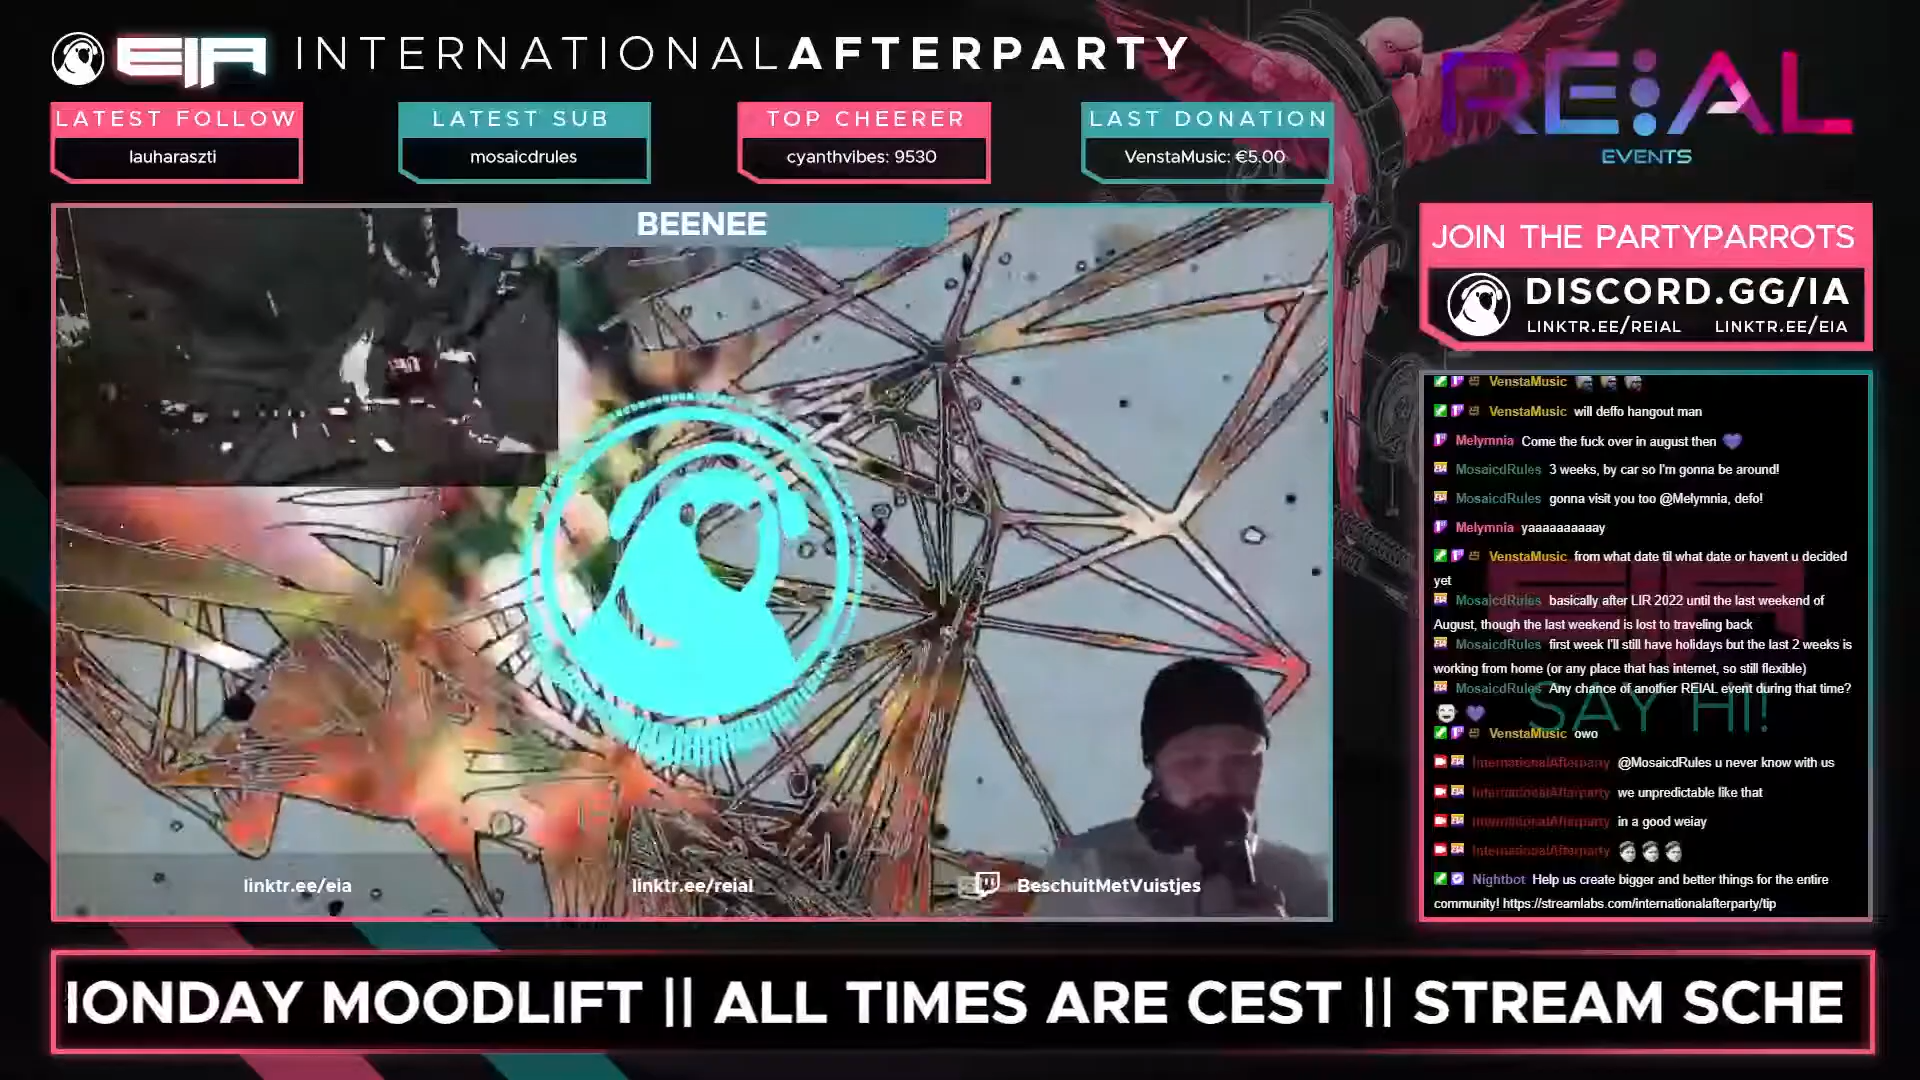 EIA INTERNATIONALAFTERPARTY
RE:AL
EVENTS
LATEST FOLLOW
lauharaszti
LATEST SUB
mosaicdrules
TOP CHEERER
cyanthvibes: 9530
LAST DONATION
VenstaMusic: €5.00
BEENEE
linktr.ee/eia
linktr.ee/reial
BeschuitMetVuistjes
JOIN THE PARTYPARROTS
DISCORD.GG/IA
LINKTR.EE/REIAL LINKTR.EE/EIA
VenstaMusic
VenstaMusic will deffo hangout man
Melymnia Come the fuck over in august then
MosaicdRules 3 weeks, by car so I'm gonna be around!
MosaicdRules gonna visit you too @Melymnia, defo!
Melymnia yaaaaaaaaaay
VenstaMusic from what date til what date or havent u decided
yet
MosaicdRules basically after LIR 2022 until the last weekend of
August, though the last weekend is lost to traveling back
MosaicdRules first week I'll still have holidays but the last 2 weeks is
working from home (or any place that has internet, so still flexible)
MosaicdRules Any chance of another REIAL event during that time?
SAY HI!
VenstaMusic owo
InternationalAfterparty @MosaicdRules u never know with us
InternationalAfterparty we unpredictable like that
InternationalAfterparty in a good weiay
InternationalAfterparty
Nightbot Help us create bigger and better things for the entire
community! https://streamlabs.com/internationalafterparty/tip
IONDAY MOODLIFT || ALL TIMES ARE CEST || STREAM SCHE